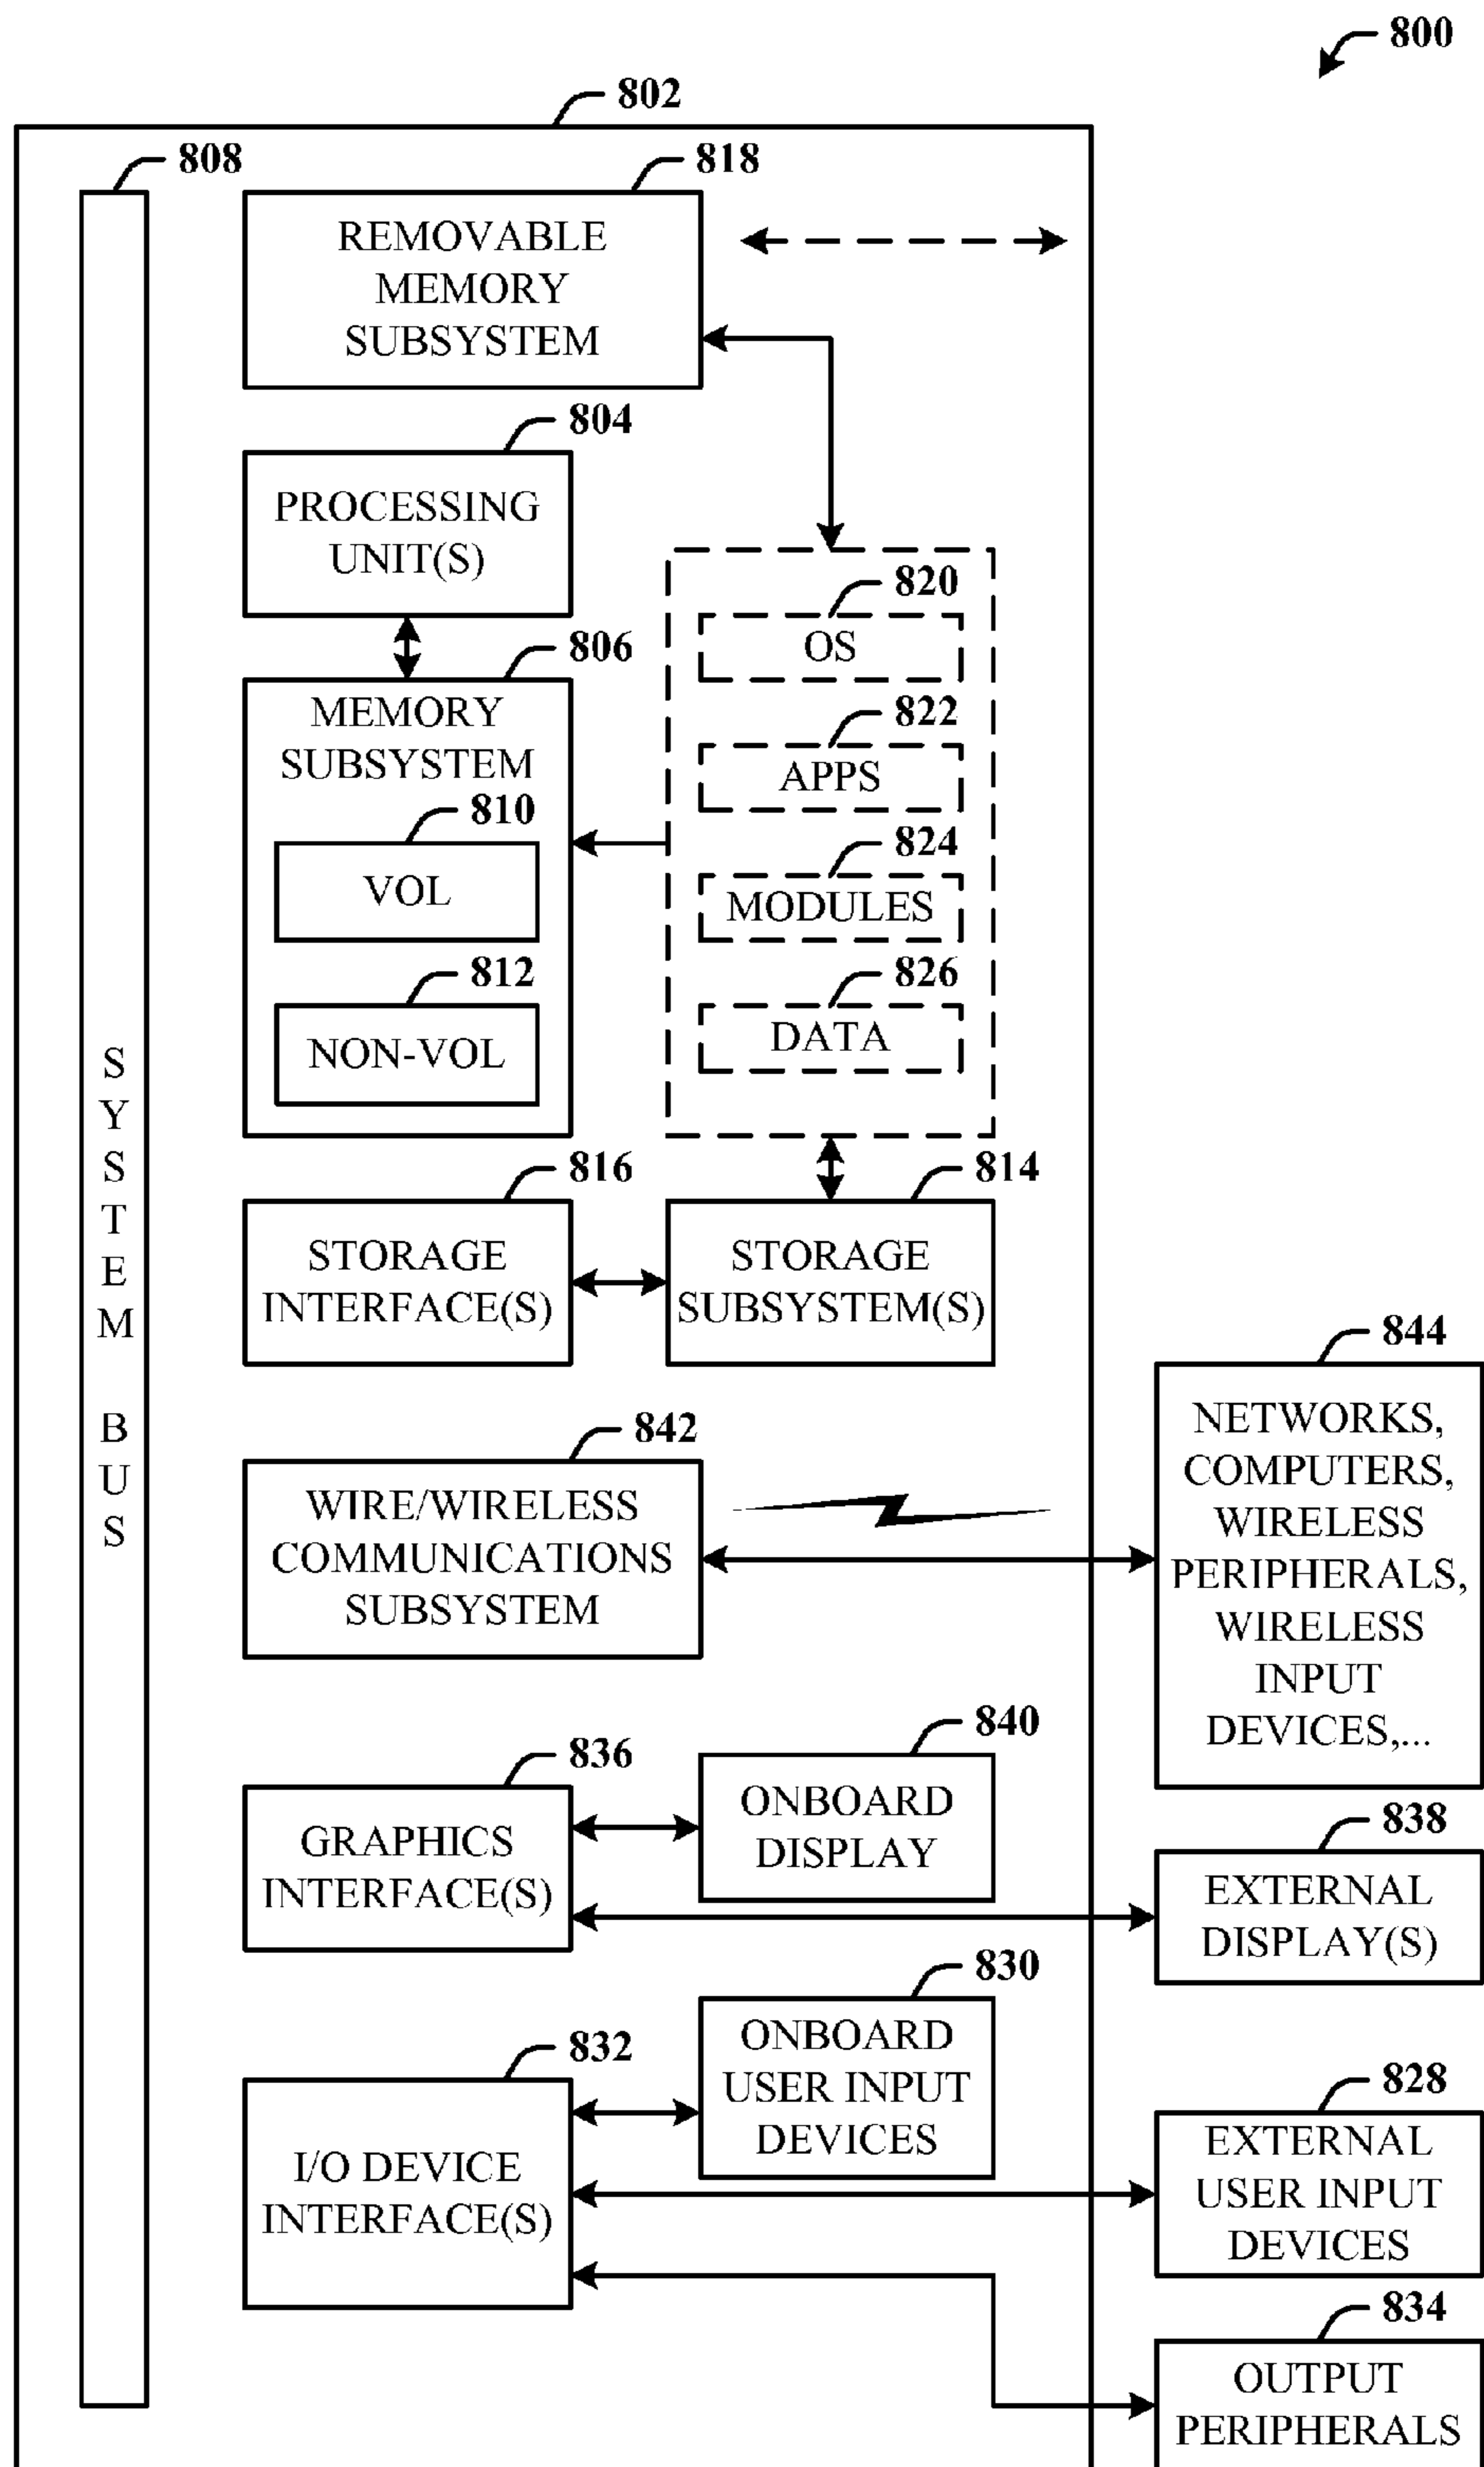 800
802
808
818
REMOVABLE
MEMORY
SUBSYSTEM
804
PROCESSING
UNIT(S)
806
MEMORY
SUBSYSTEM
810
VOL
812
NON-VOL
820
OS
822
APPS
824
MODULES
826
DATA
816
STORAGE
INTERFACE(S)
814
STORAGE
SUBSYSTEM(S)
SYSTEM BUS
842
WIRE/WIRELESS
COMMUNICATIONS
SUBSYSTEM
844
NETWORKS,
COMPUTERS,
WIRELESS
PERIPHERALS,
WIRELESS
INPUT
DEVICES,...
836
GRAPHICS
INTERFACE(S)
840
ONBOARD
DISPLAY
838
EXTERNAL
DISPLAY(S)
832
I/O DEVICE
INTERFACE(S)
830
ONBOARD
USER INPUT
DEVICES
828
EXTERNAL
USER INPUT
DEVICES
834
OUTPUT
PERIPHERALS